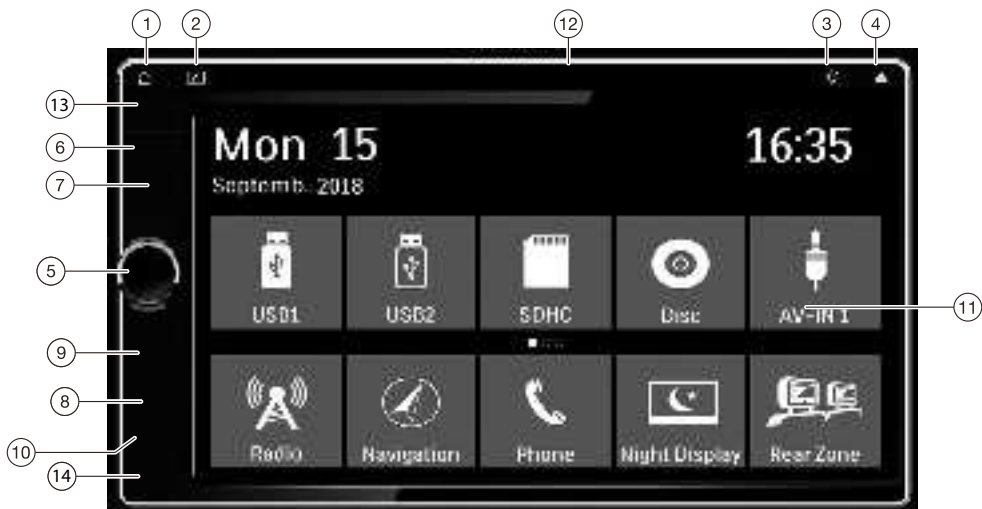 1 2 12 3 4
13
6
7
5
9
8
10
14
11
Mon 15 16:35
Septemb. 2018
USB1 USB2 SDHC Disc AV-IN 1
Radio Navigation Phone Night Display Rear Zone